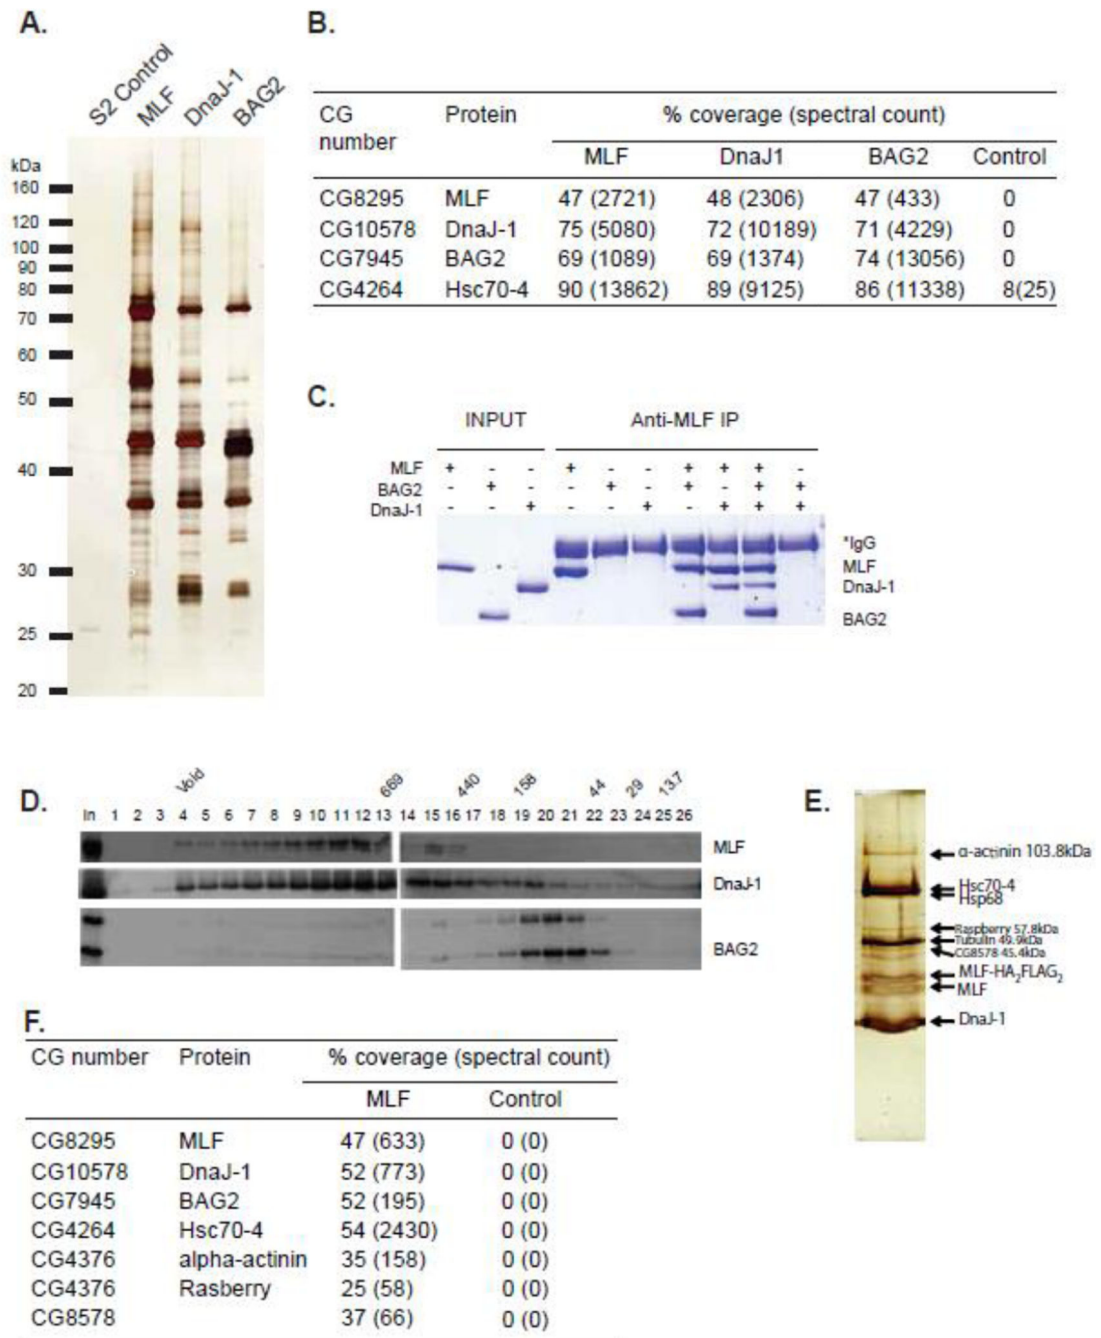 A.
S2 Control
MLF
DnaJ-1
BAG2
kDa
160
120
100
90
80
70
60
50
40
30
25
20
B.
CG number Protein % coverage (spectral count)
MLF DnaJ1 BAG2 Control
CG8295 MLF 47 (2721) 48 (2306) 47 (433) 0
CG10578 DnaJ-1 75 (5080) 72 (10189) 71 (4229) 0
CG7945 BAG2 69 (1089) 69 (1374) 74 (13056) 0
CG4264 Hsc70-4 90 (13862) 89 (9125) 86 (11338) 8(25)
C.
INPUT Anti-MLF IP
MLF + - - + - - + + + -
BAG2 - + - - + - + - + +
DnaJ-1 - - + - - + - + + +
*IgG
MLF
DnaJ-1
BAG2
D.
Void 669 440 158 44 29 13.7
In 1 2 3 4 5 6 7 8 9 10 11 12 13 14 15 16 17 18 19 20 21 22 23 24 25 26
MLF
DnaJ-1
BAG2
E.
α-actinin 103.8kDa
Hsc70-4
Hsp68
Raspberry 57.8kDa
Tubulin 49.9kDa
CG8578 45.4kDa
MLF-HA2FLAG2
MLF
DnaJ-1
F.
CG number Protein % coverage (spectral count)
MLF Control
CG8295 MLF 47 (633) 0 (0)
CG10578 DnaJ-1 52 (773) 0 (0)
CG7945 BAG2 52 (195) 0 (0)
CG4264 Hsc70-4 54 (2430) 0 (0)
CG4376 alpha-actinin 35 (158) 0 (0)
CG4376 Rasberry 25 (58) 0 (0)
CG8578 37 (66) 0 (0)